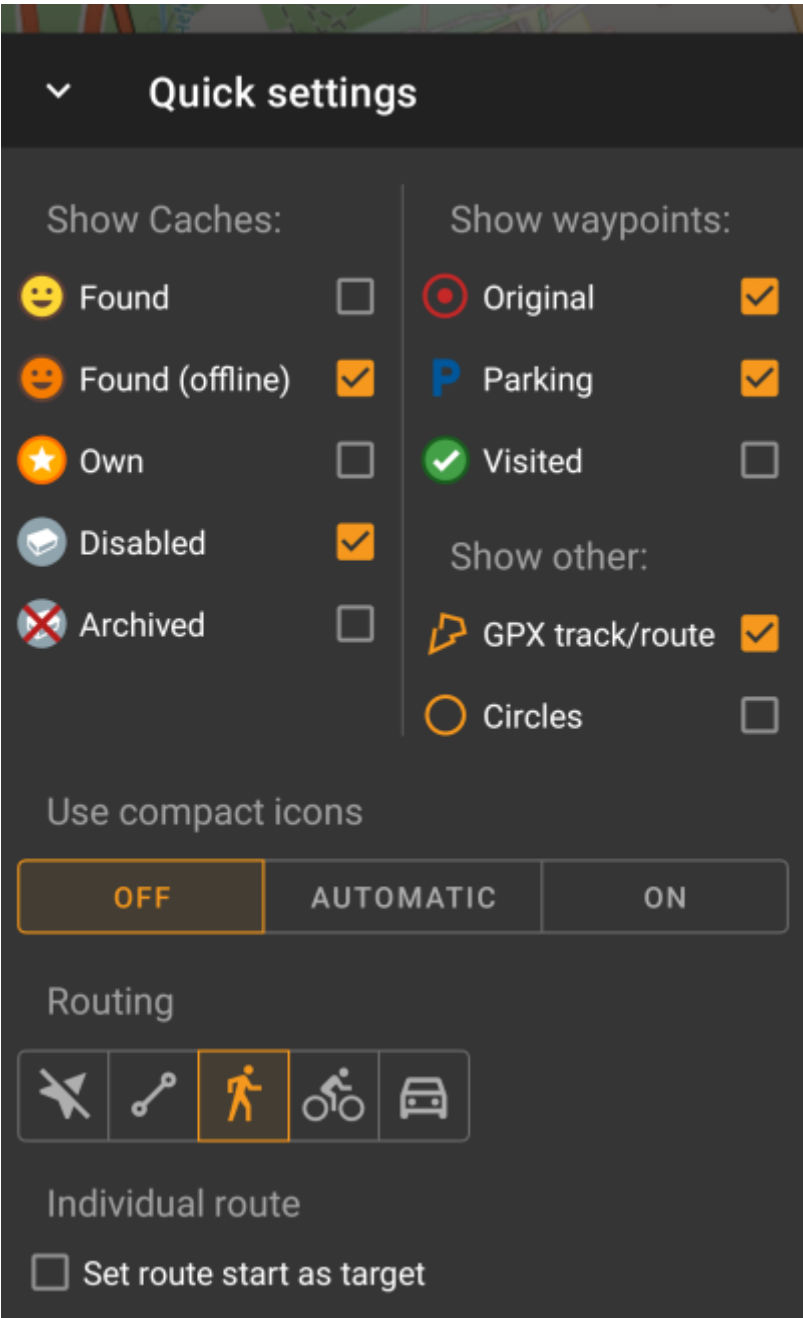 Quick settings
Show Caches:
Found
Found (offline)
Own
Disabled
Archived
Show waypoints:
Original
P Parking
Visited
Show other:
GPX track/route
Circles
Use compact icons
OFF AUTOMATIC ON
Routing
Individual route
Set route start as target